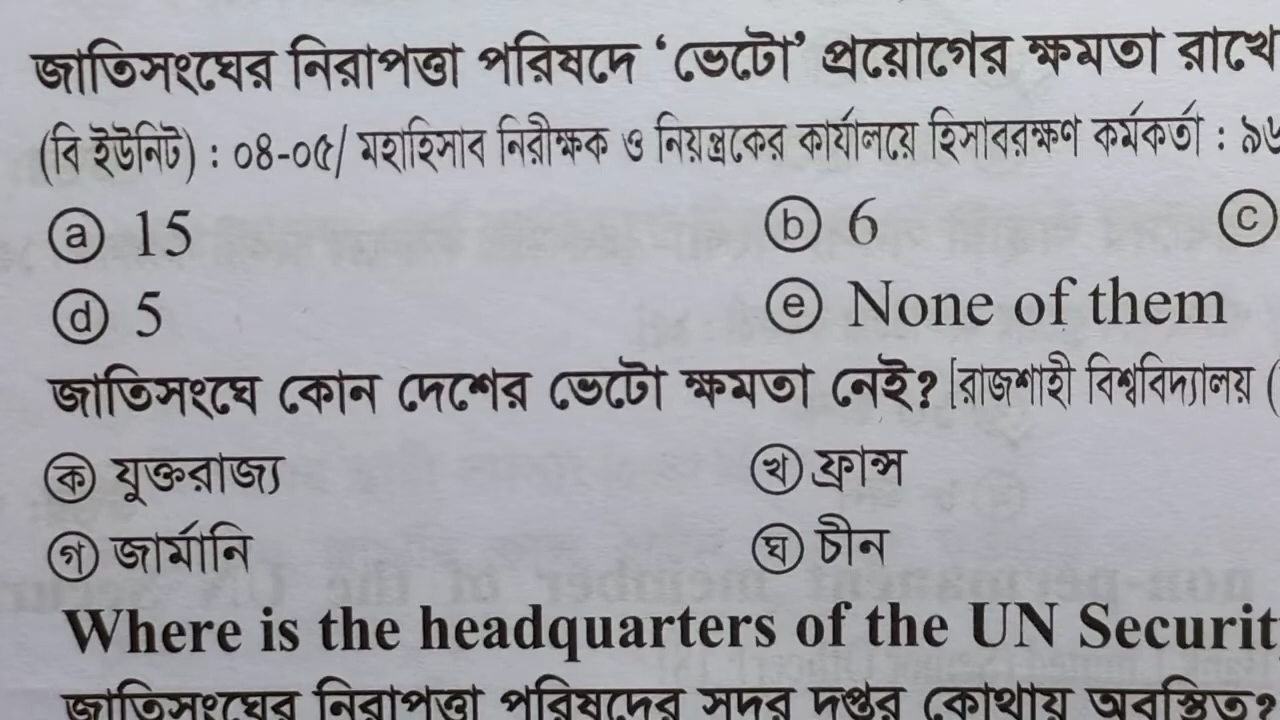 জাতিসংঘের নিরাপত্তা পরিষদে ‘ভেটো’ প্রয়োগের ক্ষমতা রাখে
(বি ইউনিট) : ০৪-০৫/ মহাহিসাব নিরীক্ষক ও নিয়ন্ত্রকের কার্যালয়ে হিসাবরক্ষণ কর্মকর্তা :
ⓐ 15 ⓑ 6 ⓒ
ⓓ 5 ⓔ None of them
জাতিসংঘে কোন দেশের ভেটো ক্ষমতা নেই? [রাজশাহী বিশ্ববিদ্যালয় (
ক যুক্তরাজ্য খ ফ্রান্স
গ জার্মানি ঘ চীন
Where is the headquarters of the UN Securit
জাতিসংঘের নিরাপত্তা পরিষদের সদর দপ্তর কোথায় অবস্থিত?